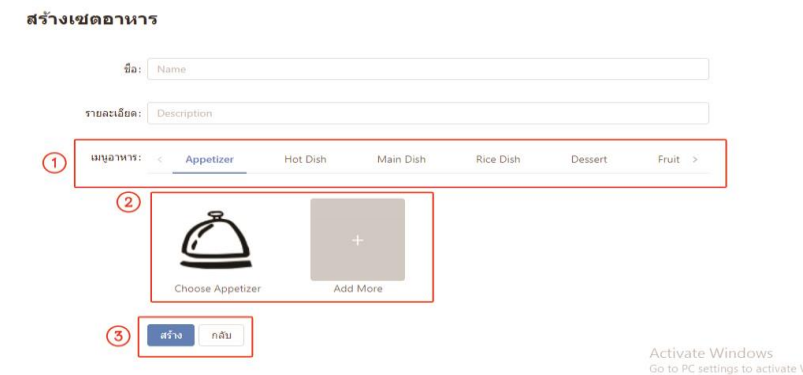 สร้างเซตอาหาร
ชื่อ: Name
รายละเอียด: Description
① เมนูอาหาร: < Appetizer Hot Dish Main Dish Rice Dish Dessert Fruit >
②
+
Choose Appetizer Add More
③ สร้าง กลับ
Activate Windows
Go to PC settings to activate